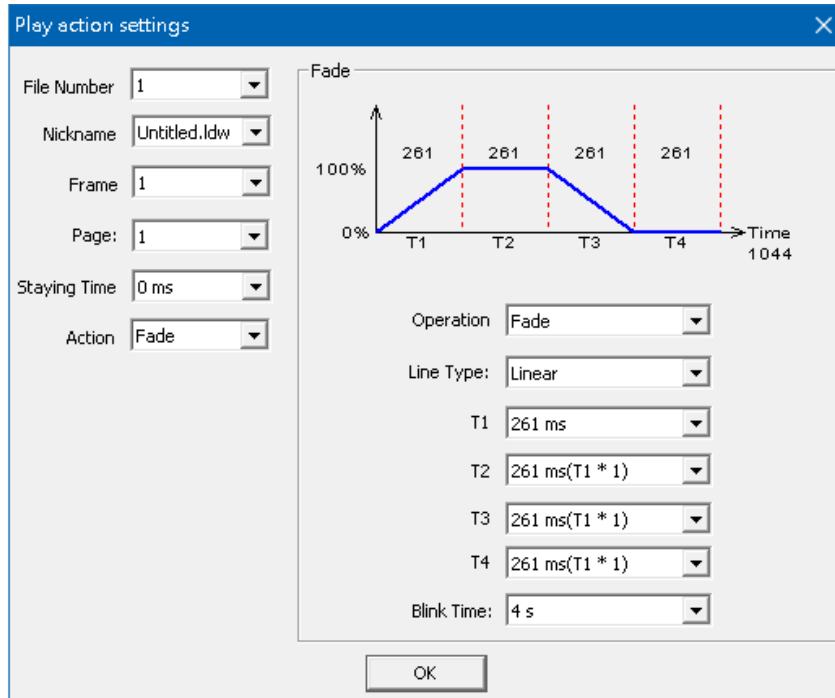 Play action settings
File Number 1
Nickname Untitled.ldw
Frame 1
Page: 1
Staying Time 0 ms
Action Fade
Fade
261 261 261 261
100%
0%
T1 T2 T3 T4
Time
1044
Operation Fade
Line Type: Linear
T1 261 ms
T2 261 ms(T1 * 1)
T3 261 ms(T1 * 1)
T4 261 ms(T1 * 1)
Blink Time: 4 s
OK